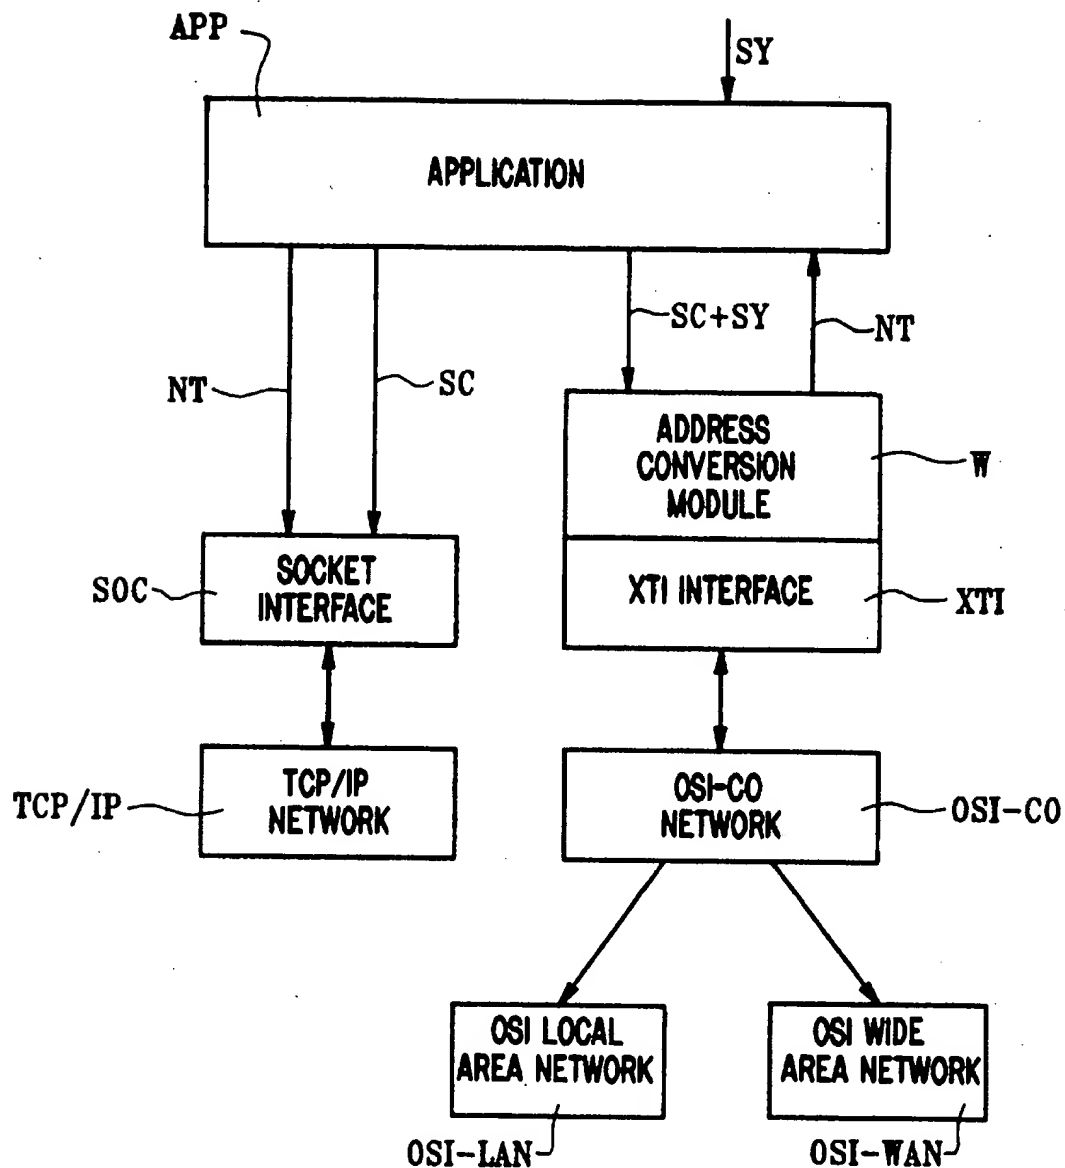 APP
SY
APPLICATION
SC+SY
NT
NT
SC
ADDRESS
CONVERSION
MODULE
W
SOC
SOCKET
INTERFACE
XTI INTERFACE
XTI
TCP/IP
TCP/IP
NETWORK
OSI-CO
NETWORK
OSI-CO
OSI LOCAL
AREA NETWORK
OSI WIDE
AREA NETWORK
OSI-LAN
OSI-WAN